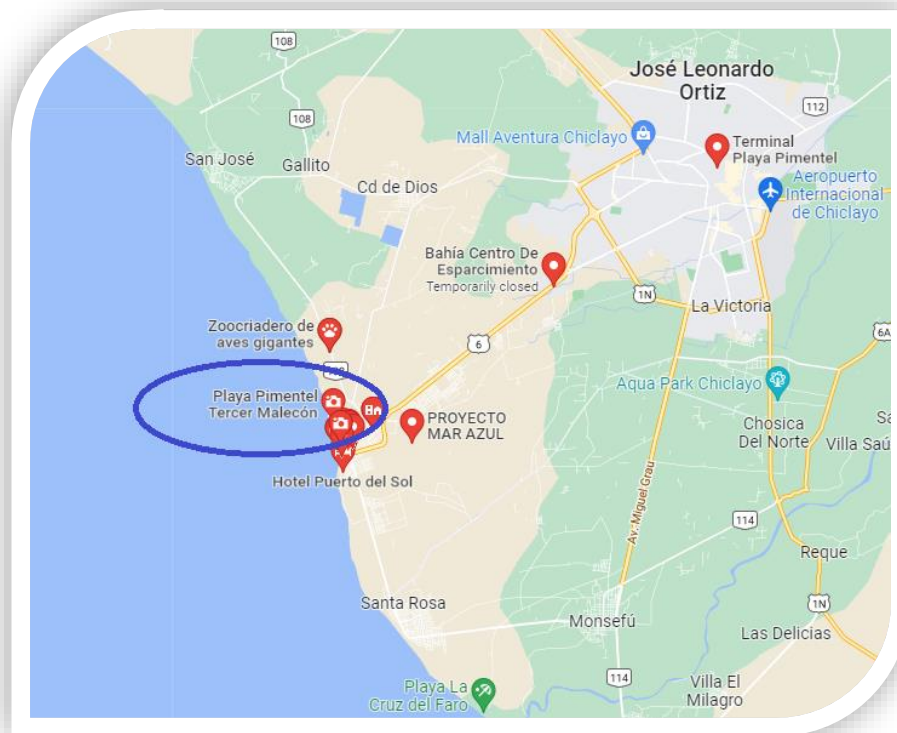 108
José Leonardo
Ortiz
112
108
Mall Aventura Chiclayo
Terminal
Playa Pimentel
San José
Gallito
Aeropuerto
Internacional
de Chiclayo
Cd de Dios
Bahía Centro De
Esparcimiento
Temporarily closed
1N
La Victoria
Zoocriadero de
aves gigantes
6
6A
Playa Pimentel
Tercer Malecón
Aqua Park Chiclayo
PROYECTO
MAR AZUL
Chosica
Del Norte
Villa Saú
Hotel Puerto del Sol
Av. Miguel Grau
114
Reque
Santa Rosa
1N
Monsefú
Las Delicias
114
Villa El
Milagro
Playa La
Cruz del Faro